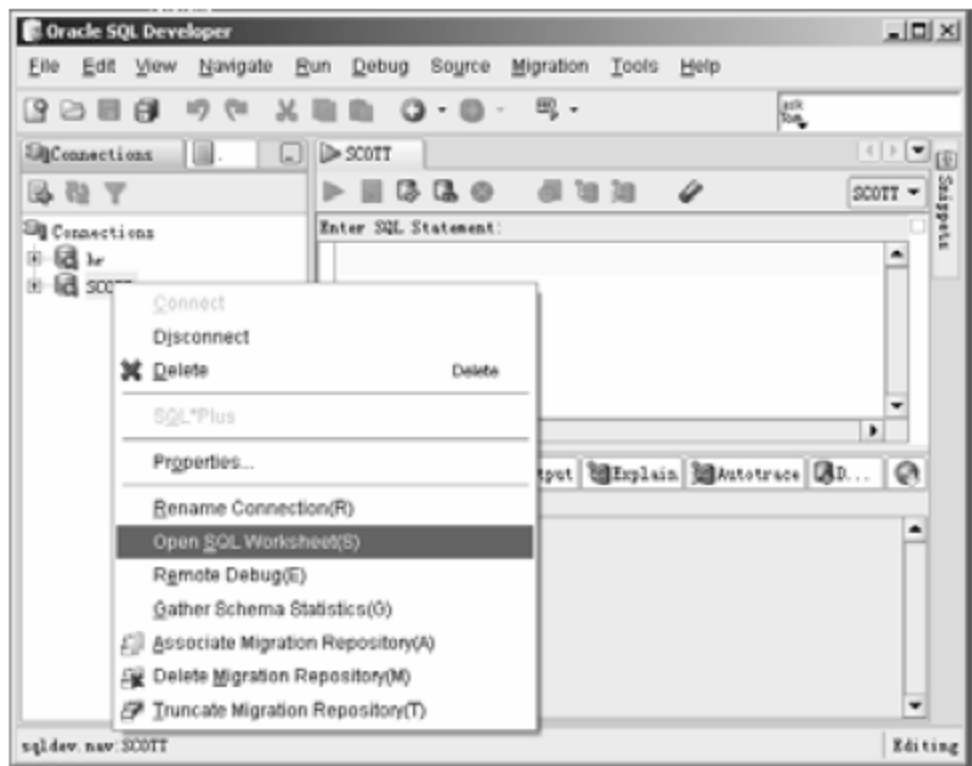 Oracle SQL Developer
File Edit View Navigate Run Debug Source Migration Tools Help
ask Tom
Connections
SCOTT
SCOTT
Snippets
Connections
Enter SQL Statement:
hr
Connect
Disconnect
Delete Delete
SQL*Plus
Properties...
Explain Autotrace D...
Rename Connection(R)
Open SQL Worksheet(S)
Remote Debug(E)
Gather Schema Statistics(G)
Associate Migration Repository(A)
Delete Migration Repository(M)
Truncate Migration Repository(T)
sqldev.nav:SCOTT Editing